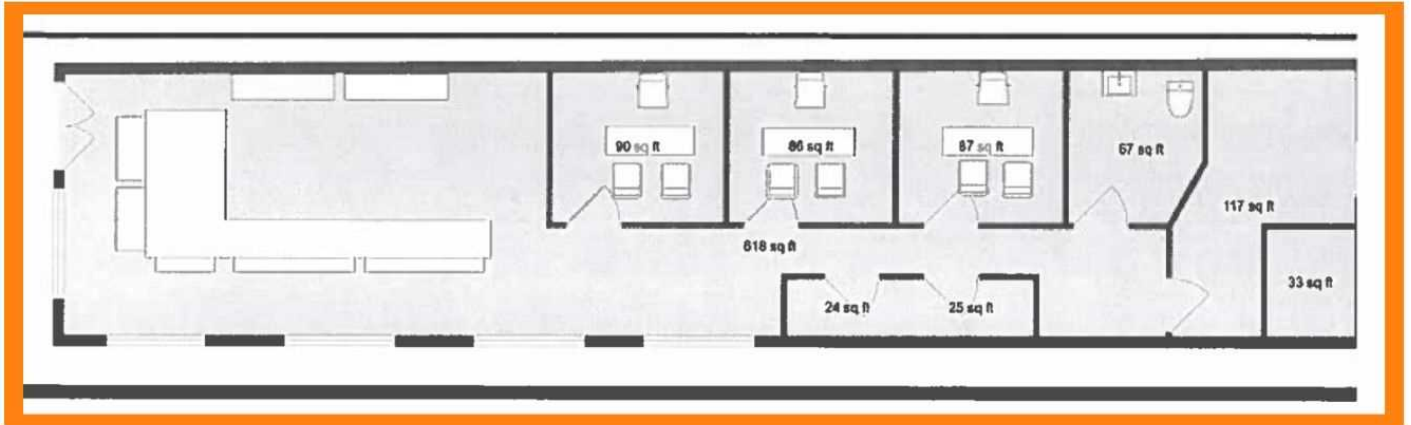 90 sq ft
86 sq ft
87 sq ft
67 sq ft
117 sq ft
618 sq ft
33 sq ft
24 sq ft
25 sq ft